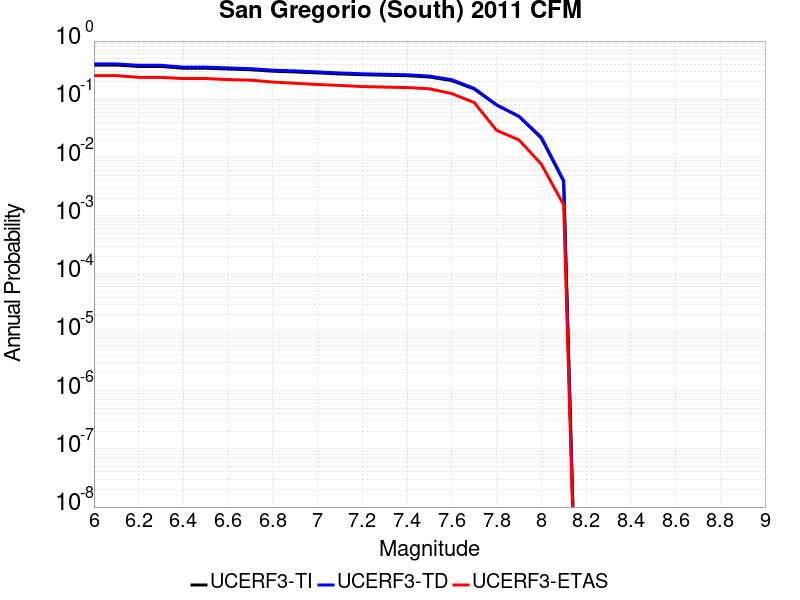 San Gregorio (South) 2011 CFM
Annual Probability
10^0
10^-1
10^-2
10^-3
10^-4
10^-5
10^-6
10^-7
10^-8
6 6.2 6.4 6.6 6.8 7 7.2 7.4 7.6 7.8 8 8.2 8.4 8.6 8.8 9
Magnitude
UCERF3-TI UCERF3-TD UCERF3-ETAS